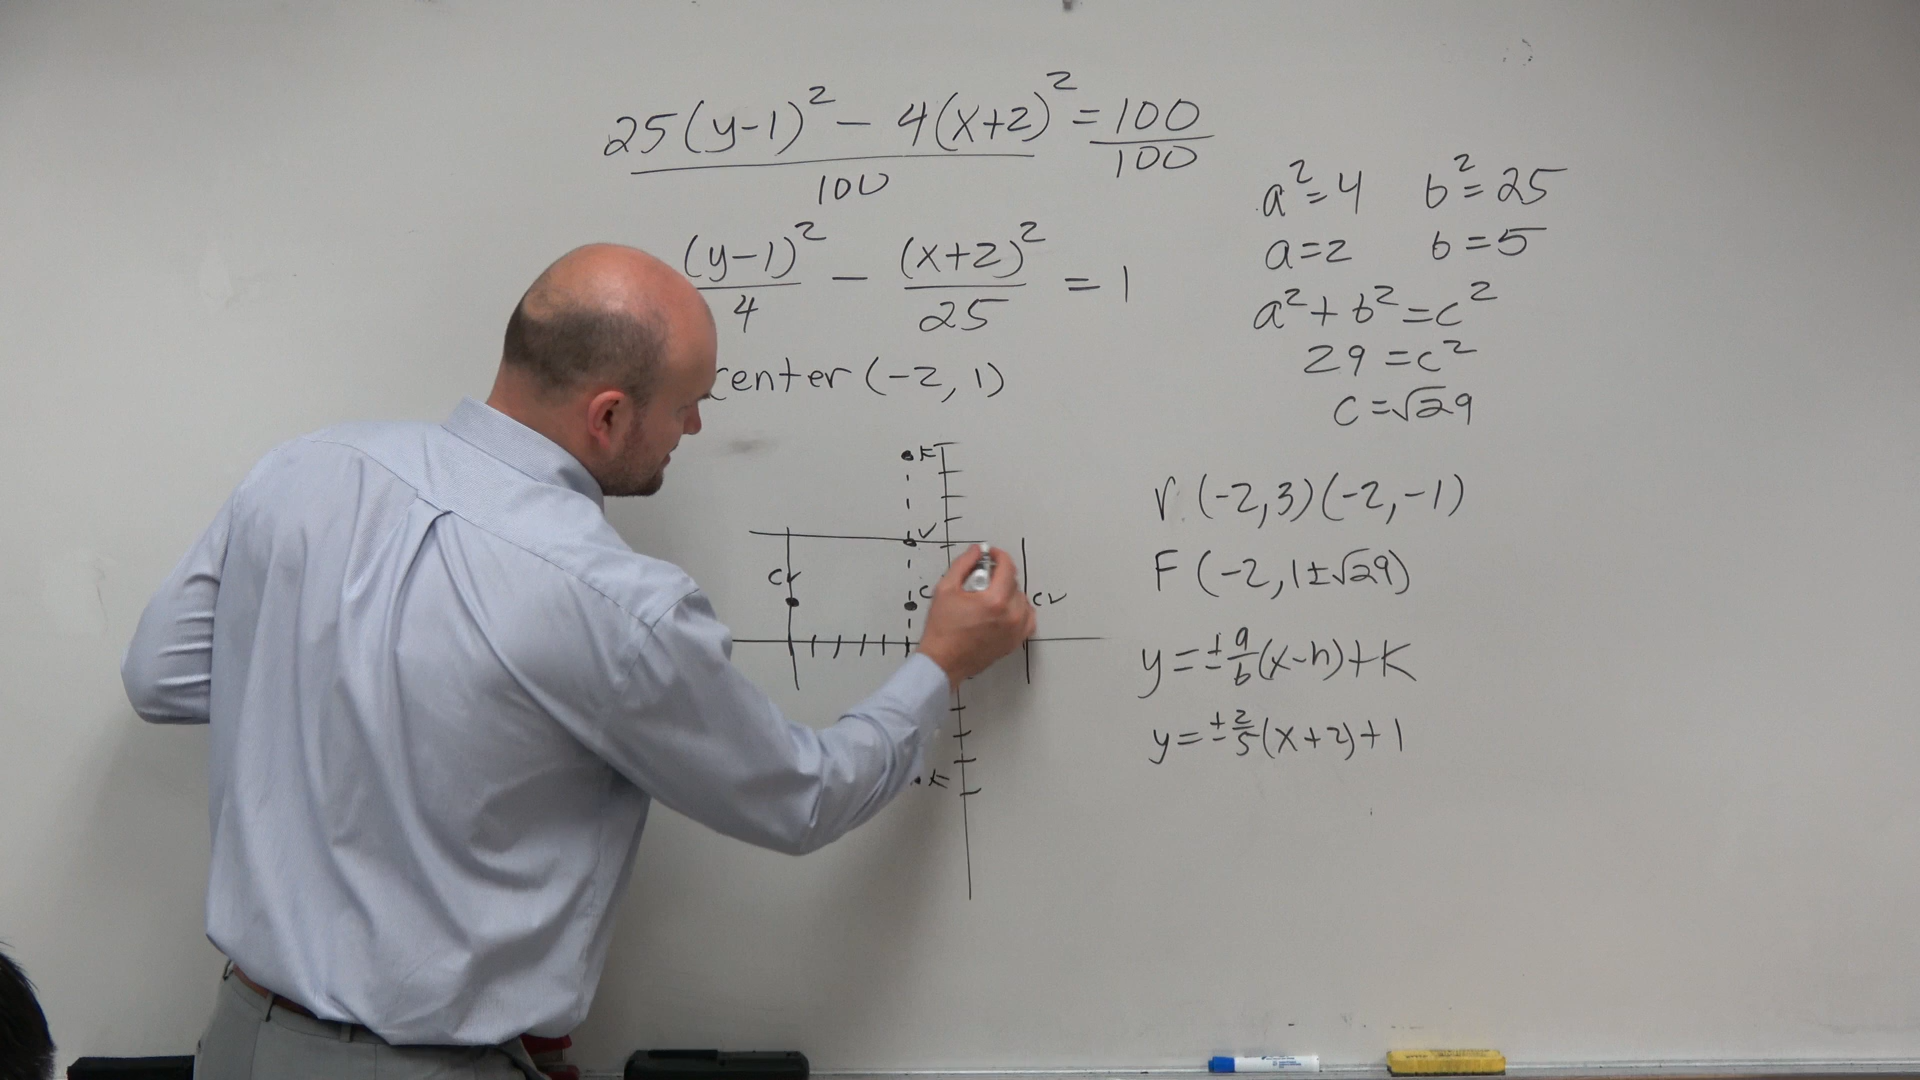 25(y-1)² - 4(x+2)² = 100
100 100
(y-1)² - (x+2)² = 1
4 25
center (-2, 1)
a²=4 b²=25
a=2 b=5
a²+b²=c²
29=c²
c=√29
V (-2,3)(-2,-1)
F (-2,1±√29)
y=±a/b(x-h)+K
y=±2/5(x+2)+1
F
V
CV
C
CV
F